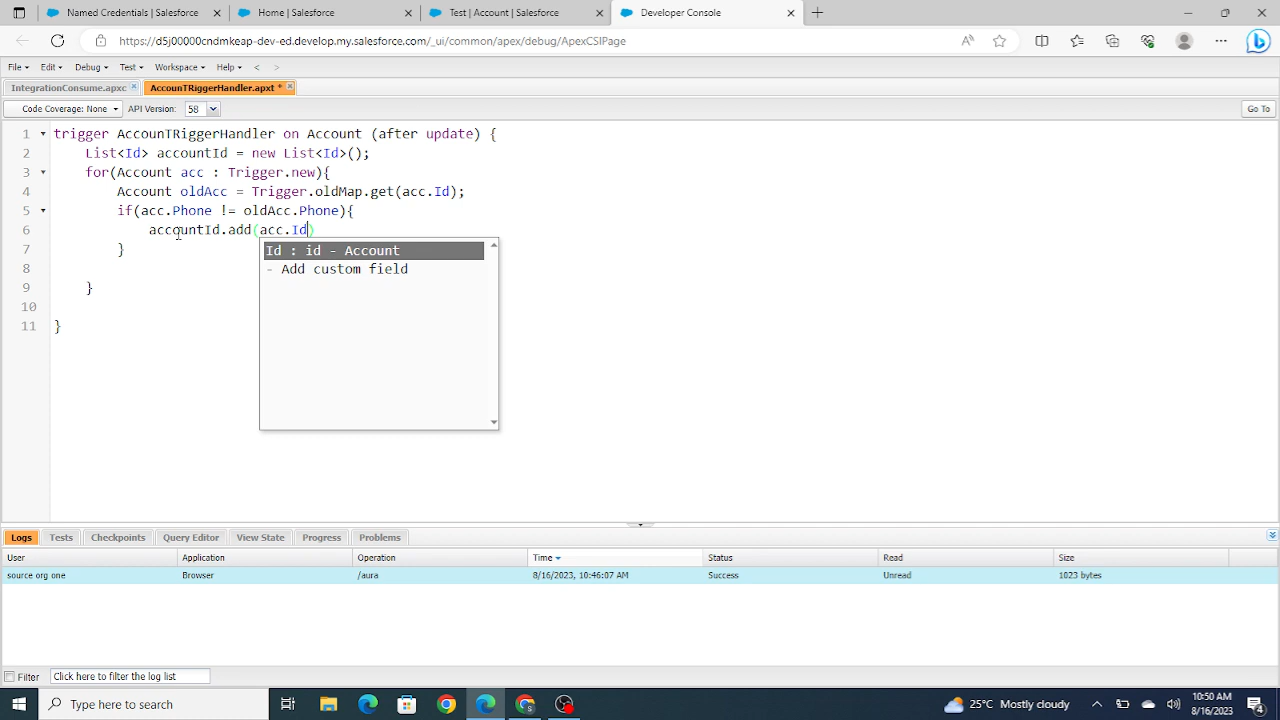 Named Credentials | Salesforce
Home | Salesforce
Test | Account | Salesforce
Developer Console
https://d5j00000cndmkeap-dev-ed.develop.my.salesforce.com/_ui/common/apex/debug/ApexCSIPage
File Edit Debug Test Workspace Help < >
IntegrationConsume.apxc AccounTRiggerHandler.apxt *
Code Coverage: None API Version: 58 Go To
1 trigger AccounTRiggerHandler on Account (after update) {
2 List<Id> accountId = new List<Id>();
3 for(Account acc : Trigger.new){
4 Account oldAcc = Trigger.oldMap.get(acc.Id);
5 if(acc.Phone != oldAcc.Phone){
6 accountId.add(acc.Id)
Id : id - Account
- Add custom field
7 }
8
9 }
10
11 }
Logs Tests Checkpoints Query Editor View State Progress Problems
User Application Operation Time Status Read Size
source org one Browser /aura 8/16/2023, 10:46:07 AM Success Unread 1023 bytes
Filter Click here to filter the log list
Type here to search
25°C Mostly cloudy
10:50 AM
8/16/2023